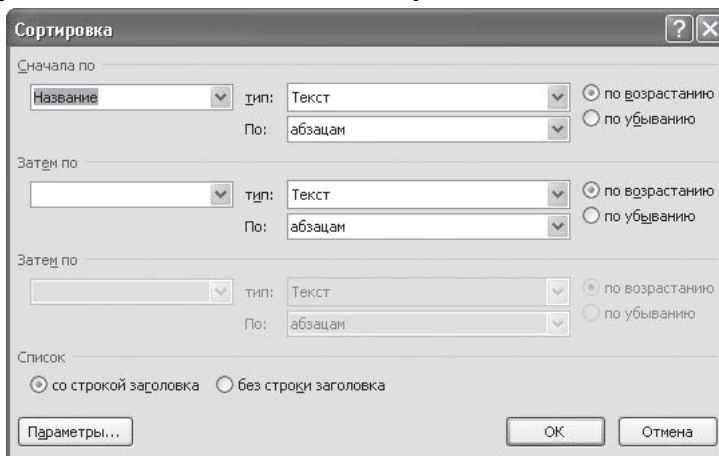 Сортировка
Сначала по
Название тип: Текст по возрастанию
По: абзацам по убыванию
Затем по
тип: Текст по возрастанию
По: абзацам по убыванию
Затем по
тип: Текст по возрастанию
По: абзацам по убыванию
Список
со строкой заголовка без строки заголовка
Параметры... ОК Отмена